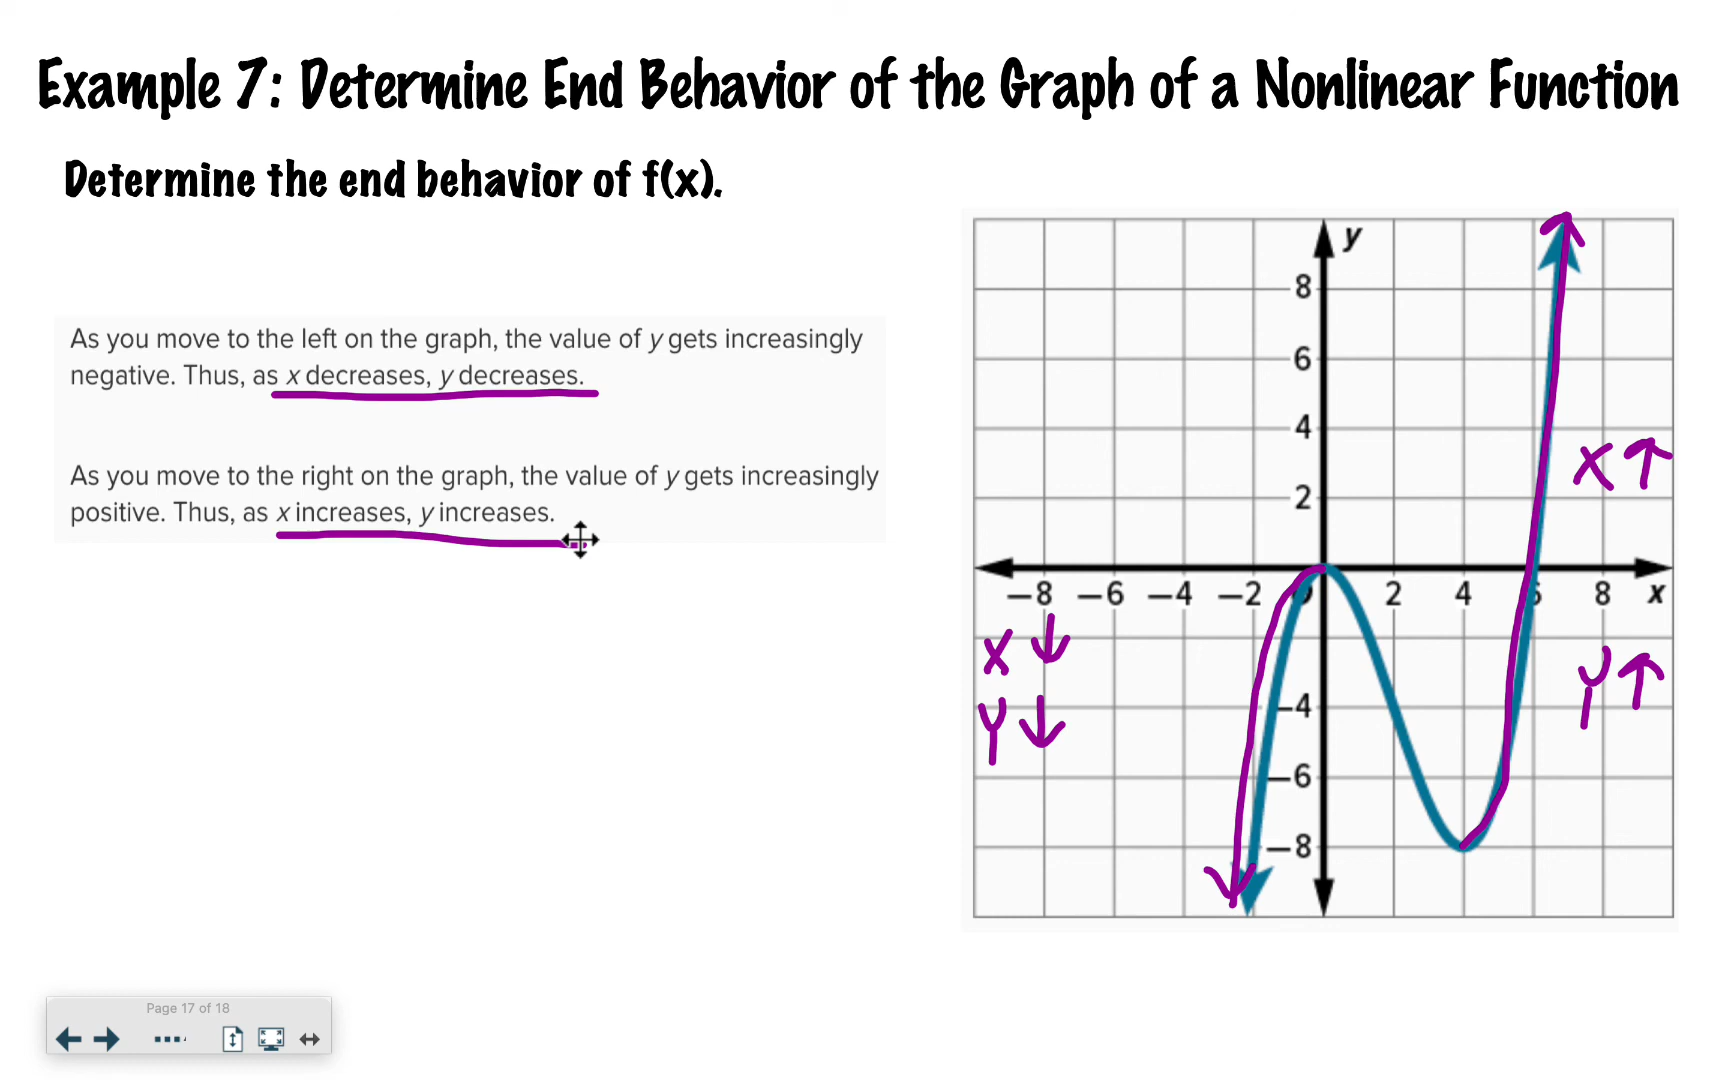 Example 7: Determine End Behavior of the Graph of a Nonlinear Function
Determine the end behavior of f(x).
As you move to the left on the graph, the value of y gets increasingly
negative. Thus, as x decreases, y decreases.
As you move to the right on the graph, the value of y gets increasingly
positive. Thus, as x increases, y increases.
y
8
6
4
2
−8 −6 −4 −2 0 2 4 6 8 x
−4
−6
−8
x ↑
y ↑
x ↓
y ↓
Page 17 of 18